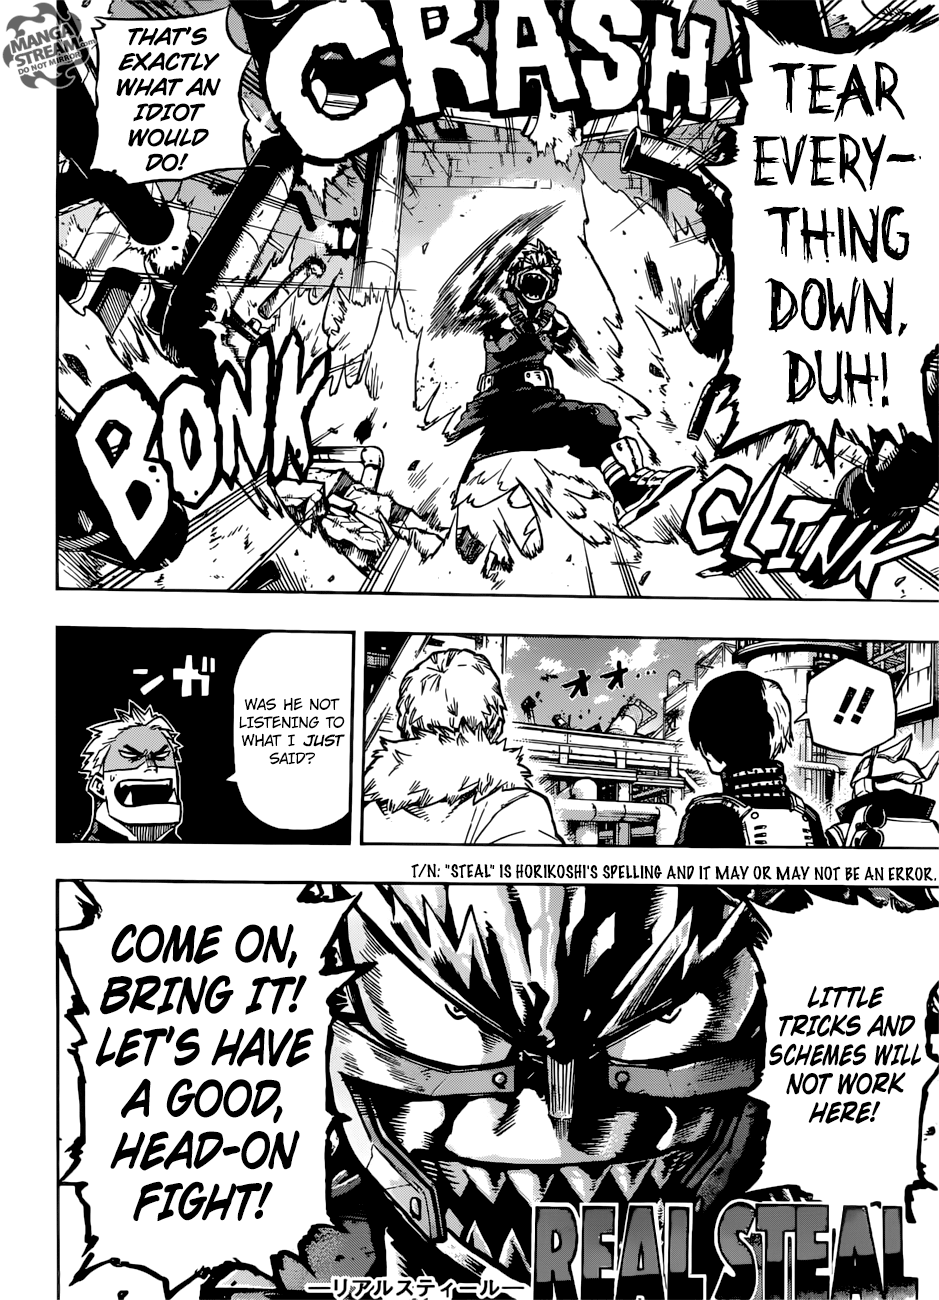 MANGA
STREAM.com
DO NOT MIRROR
CRASH
TEAR
EVERY-
THING
DOWN,
DUH!
THAT'S
EXACTLY
WHAT AN
IDIOT
WOULD
DO!
BONK
CLINK
!!
オオ…
WAS HE NOT
LISTENING TO
WHAT I JUST
SAID?
ガン
T/N: "STEAL" IS HORIKOSHI'S SPELLING AND IT MAY OR MAY NOT BE AN ERROR.
LITTLE
TRICKS AND
SCHEMES WILL
NOT WORK
HERE!
COME ON,
BRING IT!
LET'S HAVE
A GOOD,
HEAD-ON
FIGHT!
REAL STEAL
—リアルスティール—